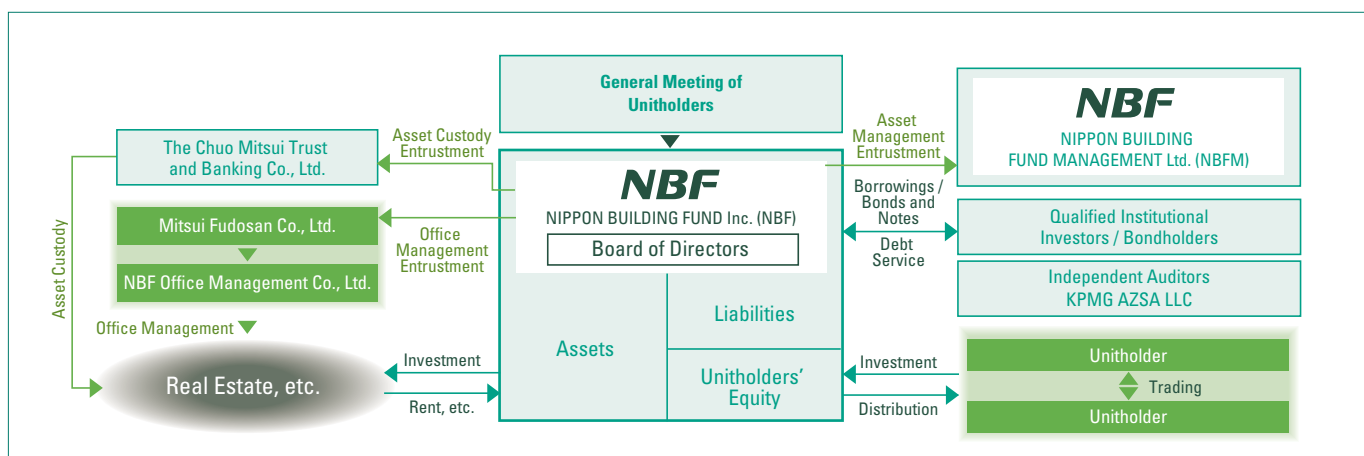 General Meeting of
Unitholders
Asset Custody
Entrustment
The Chuo Mitsui Trust
and Banking Co., Ltd.
Asset Custody
Mitsui Fudosan Co., Ltd.
NBF Office Management Co., Ltd.
Office
Management
Entrustment
Office Management
Real Estate, etc.
Investment
Rent, etc.
NBF
NIPPON BUILDING FUND Inc. (NBF)
Board of Directors
Assets
Liabilities
Unitholders’
Equity
Asset
Management
Entrustment
NBF
NIPPON BUILDING
FUND MANAGEMENT Ltd. (NBFM)
Borrowings /
Bonds and
Notes
Debt
Service
Qualified Institutional
Investors / Bondholders
Independent Auditors
KPMG AZSA LLC
Investment
Distribution
Unitholder
Trading
Unitholder